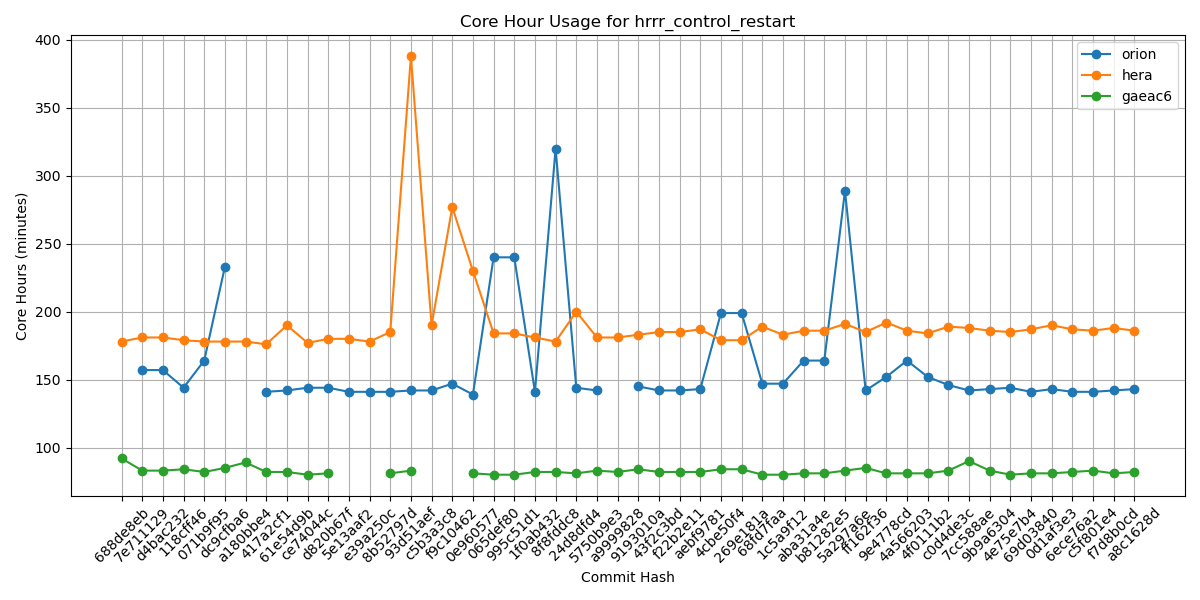 Core Hour Usage for hrrr_control_restart
orion
hera
gaeac6
Core Hours (minutes)
400
350
300
250
200
150
100
688de8eb
7e711129
d4bac232
118cff46
071b9f95
dc9cfba6
a180bbe4
417a2cf1
61e54d9b
ce74044c
d820b67f
5e13aaf2
e39a250c
8b52797d
93d51aef
c5b3a3c8
f9c10462
0e960577
065def80
995c51d1
1f0ab432
8f8fd8c8
24d8dfd4
5750b9e3
a9999828
9193010a
43f253bd
f22b2e11
aebf9781
4cbe50f4
269e181a
68fd7faa
1c5a9f12
aba31a4e
b81282e5
5a297a6e
ff162f36
9e4778cd
4a566203
4f011b2
c0d4de3c
7cc588ae
9b9a6304
4e75e7b4
69d03840
0d1af3e3
6ece76a2
c5f801e4
f7d8b0cd
a8c1628d
Commit Hash